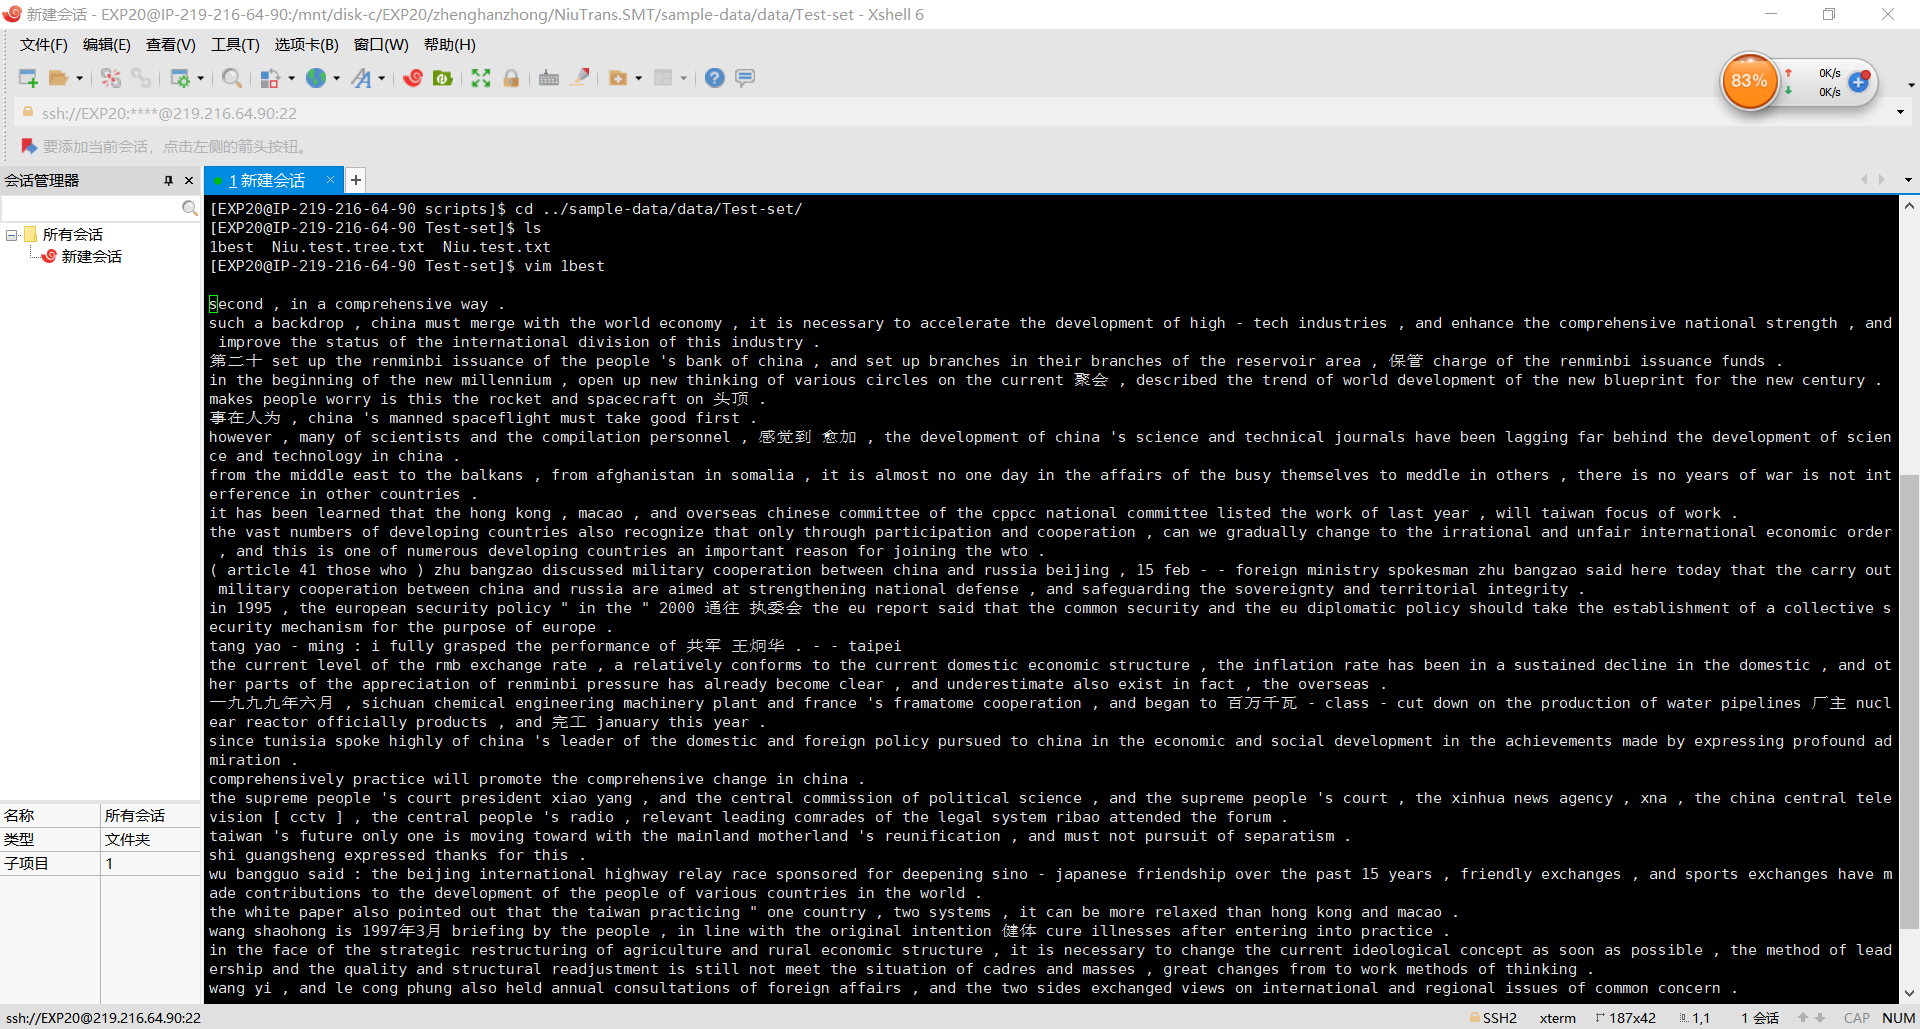 新建会话 - EXP20@IP-219-216-64-90:/mnt/disk-c/EXP20/zhenghanzhong/NiuTrans.SMT/sample-data/data/Test-set - Xshell 6
文件(F) 编辑(E) 查看(V) 工具(T) 选项卡(B) 窗口(W) 帮助(H)
83% 0K/s
0K/s
ssh://EXP20:****@219.216.64.90:22
要添加当前会话，点击左侧的箭头按钮。
会话管理器
1 新建会话
所有会话
新建会话
[EXP20@IP-219-216-64-90 scripts]$ cd ../sample-data/data/Test-set/
[EXP20@IP-219-216-64-90 Test-set]$ ls
1best  Niu.test.tree.txt  Niu.test.txt
[EXP20@IP-219-216-64-90 Test-set]$ vim 1best
second , in a comprehensive way .
such a backdrop , china must merge with the world economy , it is necessary to accelerate the development of high - tech industries , and enhance the comprehensive national strength , and
 improve the status of the international division of this industry .
第二十 set up the renminbi issuance of the people 's bank of china , and set up branches in their branches of the reservoir area , 保管 charge of the renminbi issuance funds .
in the beginning of the new millennium , open up new thinking of various circles on the current 聚会 , described the trend of world development of the new blueprint for the new century .
makes people worry is this the rocket and spacecraft on 头顶 .
事在人为 , china 's manned spaceflight must take good first .
however , many of scientists and the compilation personnel , 感觉到 愈加 , the development of china 's science and technical journals have been lagging far behind the development of scien
ce and technology in china .
from the middle east to the balkans , from afghanistan in somalia , it is almost no one day in the affairs of the busy themselves to meddle in others , there is no years of war is not int
erference in other countries .
it has been learned that the hong kong , macao , and overseas chinese committee of the cppcc national committee listed the work of last year , will taiwan focus of work .
the vast numbers of developing countries also recognize that only through participation and cooperation , can we gradually change to the irrational and unfair international economic order
 , and this is one of numerous developing countries an important reason for joining the wto .
( article 41 those who ) zhu bangzao discussed military cooperation between china and russia beijing , 15 feb - - foreign ministry spokesman zhu bangzao said here today that the carry out
 military cooperation between china and russia are aimed at strengthening national defense , and safeguarding the sovereignty and territorial integrity .
in 1995 , the european security policy " in the " 2000 通往 执委会 the eu report said that the common security and the eu diplomatic policy should take the establishment of a collective s
ecurity mechanism for the purpose of europe .
tang yao - ming : i fully grasped the performance of 共军 王炯华 . - - taipei
the current level of the rmb exchange rate , a relatively conforms to the current domestic economic structure , the inflation rate has been in a sustained decline in the domestic , and ot
her parts of the appreciation of renminbi pressure has already become clear , and underestimate also exist in fact , the overseas .
一九九九年六月 , sichuan chemical engineering machinery plant and france 's framatome cooperation , and began to 百万千瓦 - class - cut down on the production of water pipelines 厂主 nucl
ear reactor officially products , and 完工 january this year .
since tunisia spoke highly of china 's leader of the domestic and foreign policy pursued to china in the economic and social development in the achievements made by expressing profound ad
miration .
comprehensively practice will promote the comprehensive change in china .
the supreme people 's court president xiao yang , and the central commission of political science , and the supreme people 's court , the xinhua news agency , xna , the china central tele
vision [ cctv ] , the central people 's radio , relevant leading comrades of the legal system ribao attended the forum .
taiwan 's future only one is moving toward with the mainland motherland 's reunification , and must not pursuit of separatism .
shi guangsheng expressed thanks for this .
wu bangguo said : the beijing international highway relay race sponsored for deepening sino - japanese friendship over the past 15 years , friendly exchanges , and sports exchanges have m
ade contributions to the development of the people of various countries in the world .
the white paper also pointed out that the taiwan practicing " one country , two systems , it can be more relaxed than hong kong and macao .
wang shaohong is 1997年3月 briefing by the people , in line with the original intention 健体 cure illnesses after entering into practice .
in the face of the strategic restructuring of agriculture and rural economic structure , it is necessary to change the current ideological concept as soon as possible , the method of lead
ership and the quality and structural readjustment is still not meet the situation of cadres and masses , great changes from to work methods of thinking .
wang yi , and le cong phung also held annual consultations of foreign affairs , and the two sides exchanged views on international and regional issues of common concern .
名称 所有会话
类型 文件夹
子项目 1
ssh://EXP20@219.216.64.90:22 SSH2 xterm 187x42 1,1 1 会话 CAP NUM